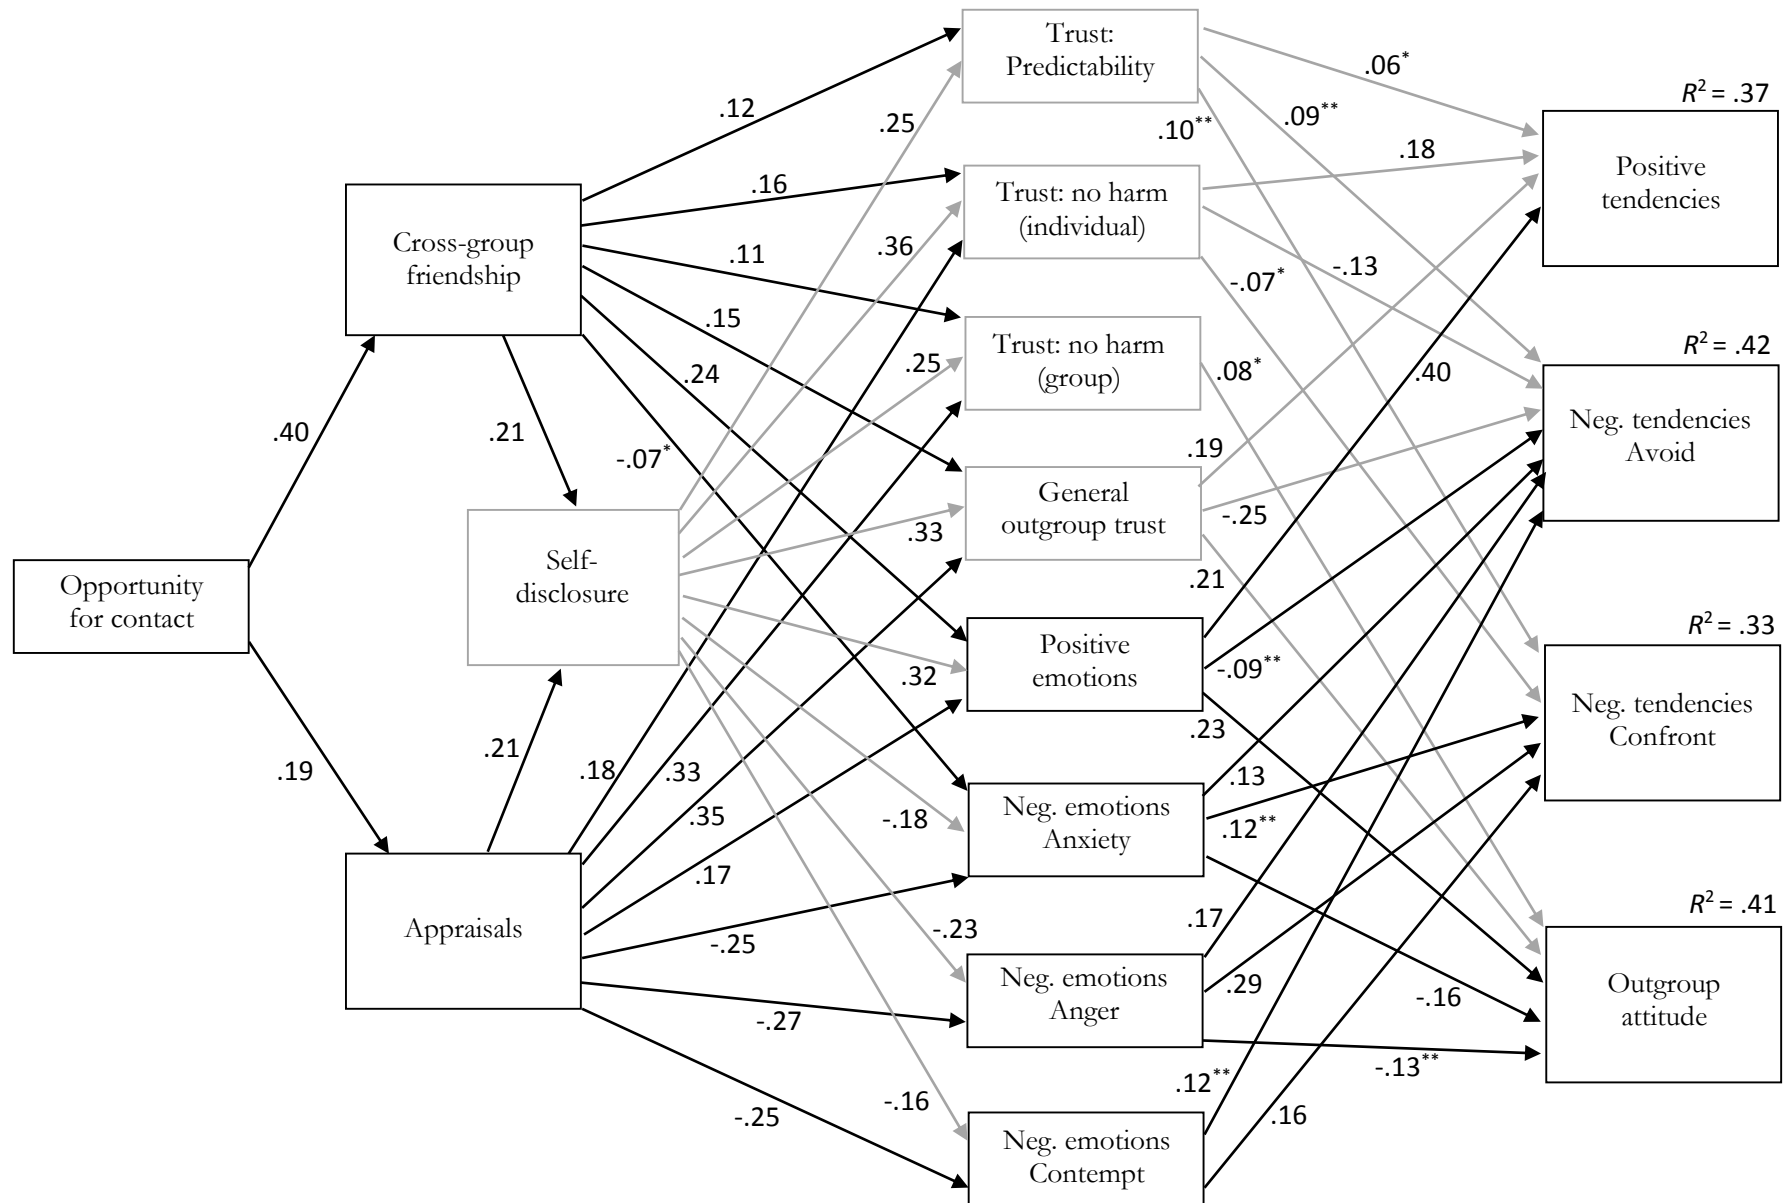 Trust:
Predictability
.06*
R² = .37
.12
.25
.10**
.09**
.18
Positive
tendencies
Cross-group
friendship
.16
Trust: no harm
(individual)
.11
.36
-.07*
-.13
.15
Trust: no harm
(group)
R² = .42
.24
.25
.08*
.40
Neg. tendencies
Avoid
.40
.21
-.07*
.19
General
outgroup trust
-.25
.33
Self-
disclosure
Opportunity
for contact
.21
Positive
emotions
R² = .33
.32
-.09**
Neg. tendencies
Confront
.23
.19
.21
.18
.33
.13
.35
-.18
Neg. emotions
Anxiety
.12**
.17
Appraisals
-.25
-.23
.17
R² = .41
Neg. emotions
Anger
.29
-.16
Outgroup
attitude
-.27
-.13**
-.25
-.16
.12**
.16
Neg. emotions
Contempt